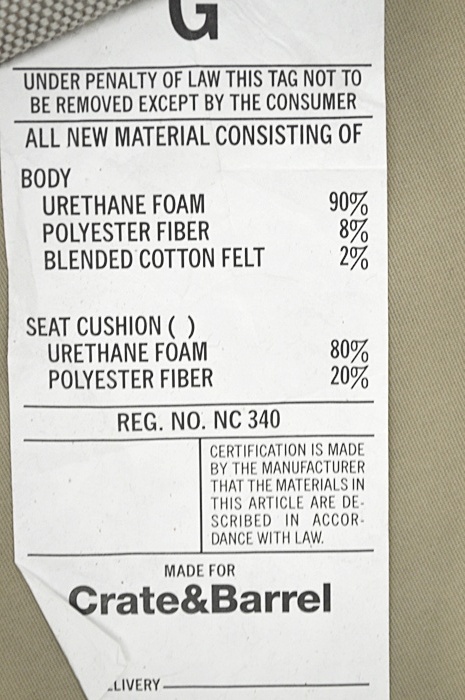 G
UNDER PENALTY OF LAW THIS TAG NOT TO
BE REMOVED EXCEPT BY THE CONSUMER
ALL NEW MATERIAL CONSISTING OF
BODY
URETHANE FOAM 90%
POLYESTER FIBER 8%
BLENDED COTTON FELT 2%
SEAT CUSHION ( )
URETHANE FOAM 80%
POLYESTER FIBER 20%
REG. NO. NC 340
CERTIFICATION IS MADE
BY THE MANUFACTURER
THAT THE MATERIALS IN
THIS ARTICLE ARE DE-
SCRIBED IN ACCOR-
DANCE WITH LAW.
MADE FOR
Crate&Barrel
LIVERY